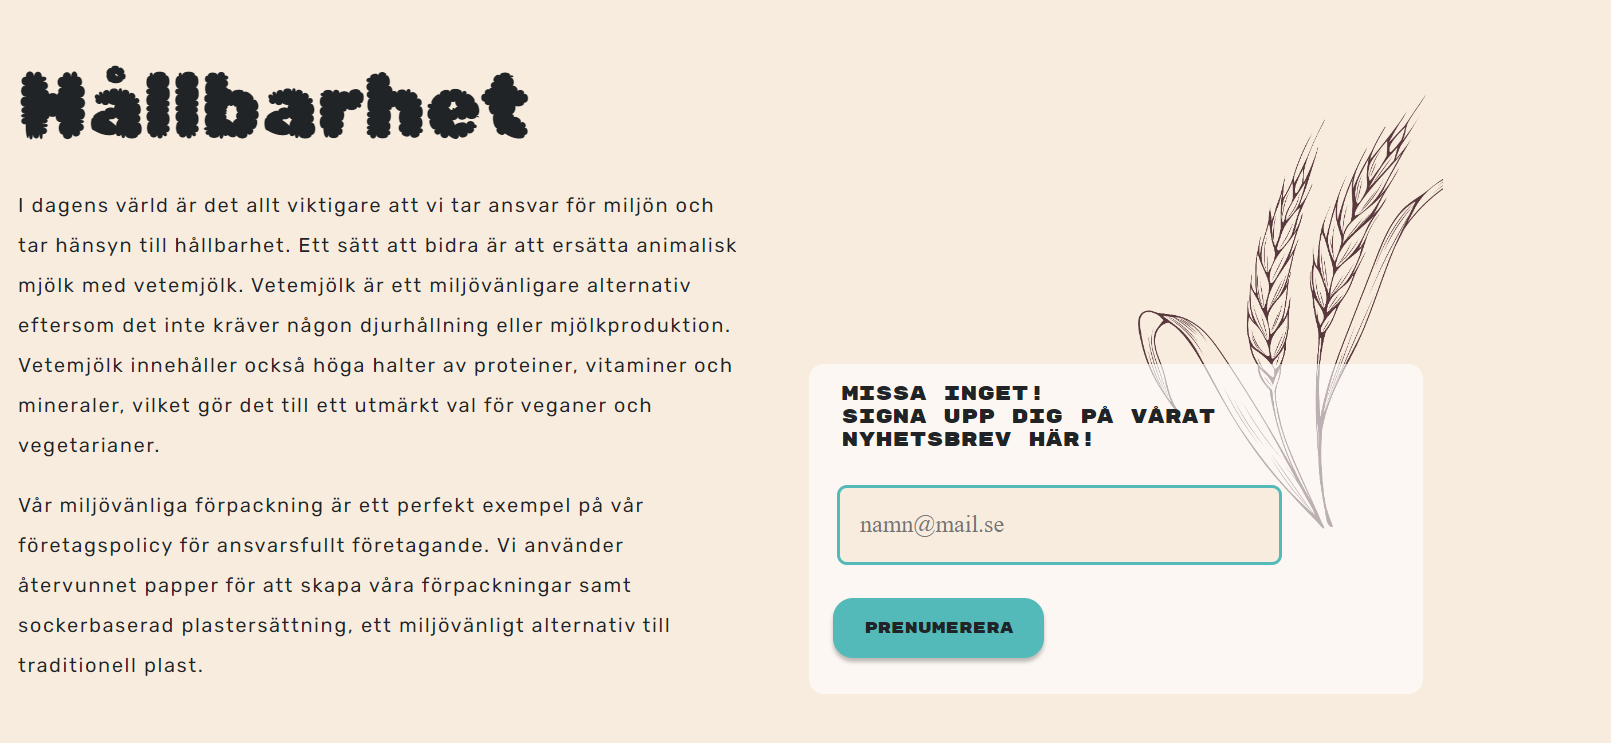 Hållbarhet
I dagens värld är det allt viktigare att vi tar ansvar för miljön och
tar hänsyn till hållbarhet. Ett sätt att bidra är att ersätta animalisk
mjölk med vetemjölk. Vetemjölk är ett miljövänligare alternativ
eftersom det inte kräver någon djurhållning eller mjölkproduktion.
Vetemjölk innehåller också höga halter av proteiner, vitaminer och
mineraler, vilket gör det till ett utmärkt val för veganer och
vegetarianer.
Vår miljövänliga förpackning är ett perfekt exempel på vår
företagspolicy för ansvarsfullt företagande. Vi använder
återvunnet papper för att skapa våra förpackningar samt
sockerbaserad plastersättning, ett miljövänligt alternativ till
traditionell plast.
MISSA INGET!
SIGNA UPP DIG PÅ VÅRAT
NYHETSBREV HÄR!
namn@mail.se
PRENUMERERA